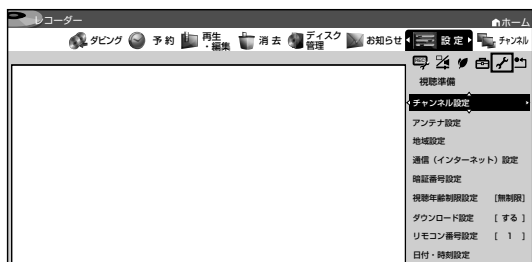 レコーダー
ホーム
ダビング 予約 再生・編集 消去 ディスク管理 お知らせ 設定 チャンネル
視聴準備
チャンネル設定
アンテナ設定
地域設定
通信（インターネット）設定
暗証番号設定
視聴年齢制限設定 [無制限]
ダウンロード設定 [する]
リモコン番号設定 [1]
日付・時刻設定